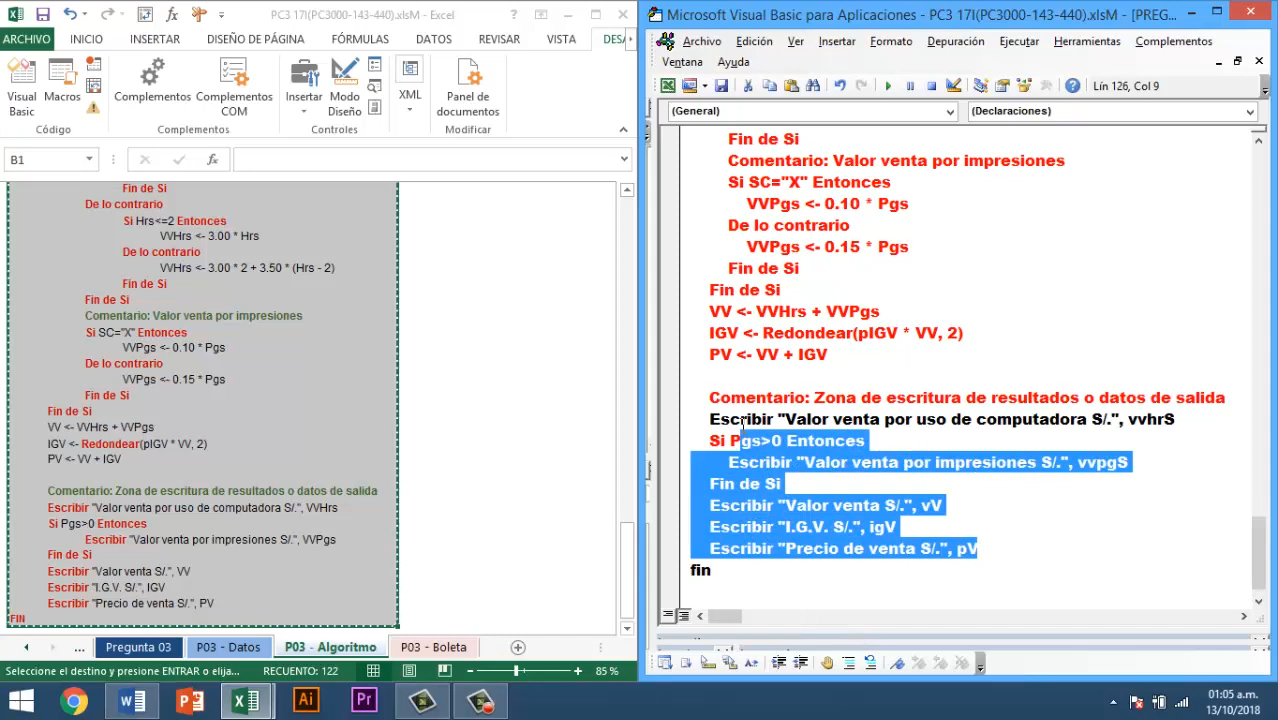 PC3 17I(PC3000-143-440).xlsM - Excel
ARCHIVO INICIO INSERTAR DISEÑO DE PÁGINA FÓRMULAS DATOS REVISAR VISTA DESA
Visual Basic
Macros
Complementos
Complementos COM
Insertar
Modo Diseño
XML
Panel de documentos
Código Complementos Controles Modificar
B1
Fin de Si
De lo contrario
Si Hrs<=2 Entonces
VVHrs <- 3.00 * Hrs
De lo contrario
VVHrs <- 3.00 * 2 + 3.50 * (Hrs - 2)
Fin de Si
Fin de Si
Comentario: Valor venta por impresiones
Si SC="X" Entonces
VVPgs <- 0.10 * Pgs
De lo contrario
VVPgs <- 0.15 * Pgs
Fin de Si
Fin de Si
VV <- VVHrs + VVPgs
IGV <- Redondear(pIGV * VV, 2)
PV <- VV + IGV
Comentario: Zona de escritura de resultados o datos de salida
Escribir "Valor venta por uso de computadora S/.", VVHrs
Si Pgs>0 Entonces
Escribir "Valor venta por impresiones S/.", VVPgs
Fin de Si
Escribir "Valor venta S/.", VV
Escribir "I.G.V. S/.", IGV
Escribir "Precio de venta S/.", PV
FIN
... Pregunta 03 P03 - Datos P03 - Algoritmo P03 - Boleta
Seleccione el destino y presione ENTRAR o elija... RECUENTO: 122 85 %
Microsoft Visual Basic para Aplicaciones - PC3 17I(PC3000-143-440).xlsM - [PREG...
Archivo Edición Ver Insertar Formato Depuración Ejecutar Herramientas Complementos
Ventana Ayuda
Lín 126, Col 9
(General) (Declaraciones)
Fin de Si
Comentario: Valor venta por impresiones
Si SC="X" Entonces
VVPgs <- 0.10 * Pgs
De lo contrario
VVPgs <- 0.15 * Pgs
Fin de Si
Fin de Si
VV <- VVHrs + VVPgs
IGV <- Redondear(pIGV * VV, 2)
PV <- VV + IGV
Comentario: Zona de escritura de resultados o datos de salida
Escribir "Valor venta por uso de computadora S/.", vvhrS
Si Pgs>0 Entonces
Escribir "Valor venta por impresiones S/.", vvpgS
Fin de Si
Escribir "Valor venta S/.", vV
Escribir "I.G.V. S/.", igV
Escribir "Precio de venta S/.", pV
fin
01:05 a.m.
13/10/2018